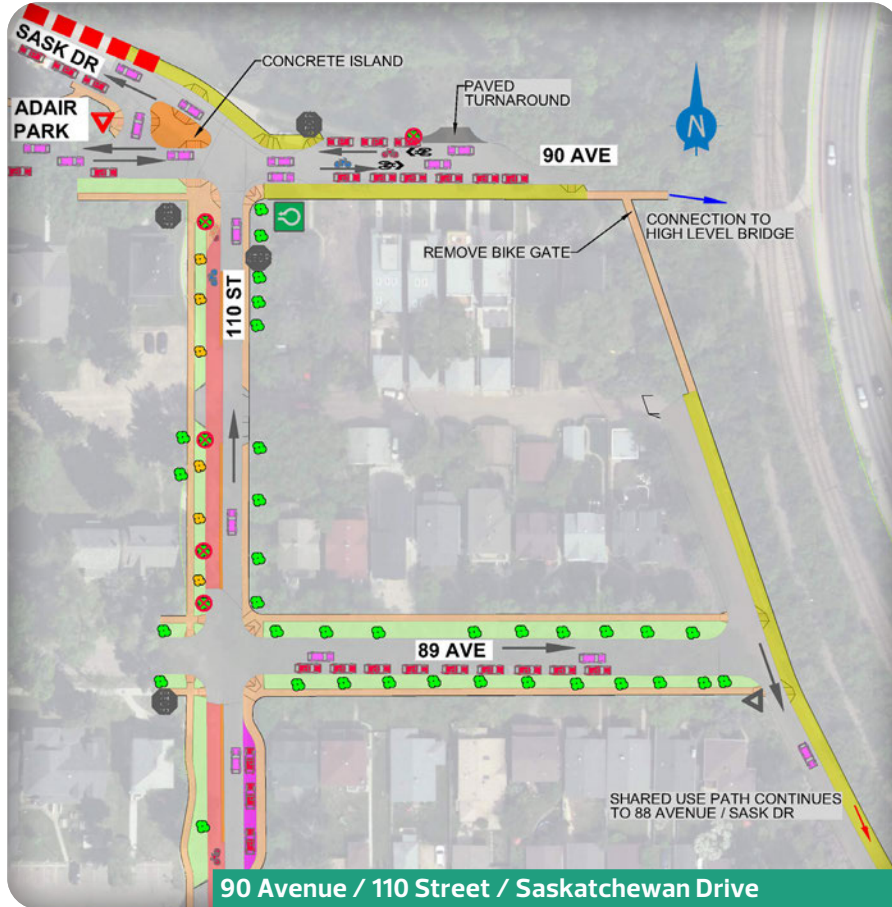 SASK DR
CONCRETE ISLAND
ADAIR
PARK
PAVED
TURNAROUND
N
90 AVE
CONNECTION TO
HIGH LEVEL BRIDGE
REMOVE BIKE GATE
110 ST
89 AVE
SHARED USE PATH CONTINUES
TO 88 AVENUE / SASK DR
90 Avenue / 110 Street / Saskatchewan Drive